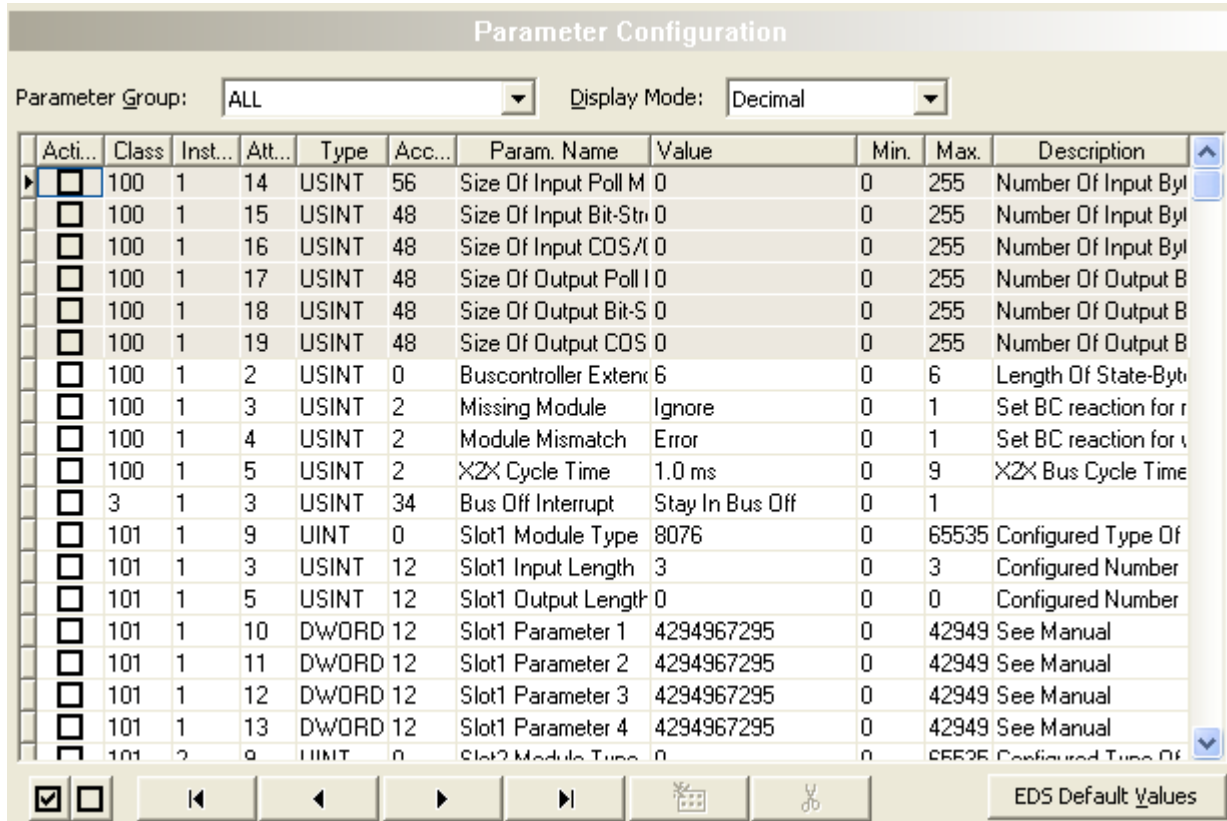 Parameter Configuration
Parameter Group: ALL Display Mode: Decimal
Acti... Class Inst... Att... Type Acc... Param. Name Value Min. Max. Description
100 1 14 USINT 56 Size Of Input Poll M 0 0 255 Number Of Input Byt
100 1 15 USINT 48 Size Of Input Bit-Str 0 0 255 Number Of Input Byt
100 1 16 USINT 48 Size Of Input COS/C 0 0 255 Number Of Input Byt
100 1 17 USINT 48 Size Of Output Poll 0 0 255 Number Of Output B
100 1 18 USINT 48 Size Of Output Bit-S 0 0 255 Number Of Output B
100 1 19 USINT 48 Size Of Output COS 0 0 255 Number Of Output B
100 1 2 USINT 0 Buscontroller Extend 6 0 6 Length Of State-Byt
100 1 3 USINT 2 Missing Module Ignore 0 1 Set BC reaction for
100 1 4 USINT 2 Module Mismatch Error 0 1 Set BC reaction for
100 1 5 USINT 2 X2X Cycle Time 1.0 ms 0 9 X2X Bus Cycle Time
3 1 3 USINT 34 Bus Off Interrupt Stay In Bus Off 0 1
101 1 9 UINT 0 Slot1 Module Type 8076 0 65535 Configured Type Of
101 1 3 USINT 12 Slot1 Input Length 3 0 3 Configured Number
101 1 5 USINT 12 Slot1 Output Length 0 0 0 Configured Number
101 1 10 DWORD 12 Slot1 Parameter 1 4294967295 0 42949 See Manual
101 1 11 DWORD 12 Slot1 Parameter 2 4294967295 0 42949 See Manual
101 1 12 DWORD 12 Slot1 Parameter 3 4294967295 0 42949 See Manual
101 1 13 DWORD 12 Slot1 Parameter 4 4294967295 0 42949 See Manual
101 2 9 UINT 0 Slot2 Module Type 0 0 65535 Configured Type Of
EDS Default Values